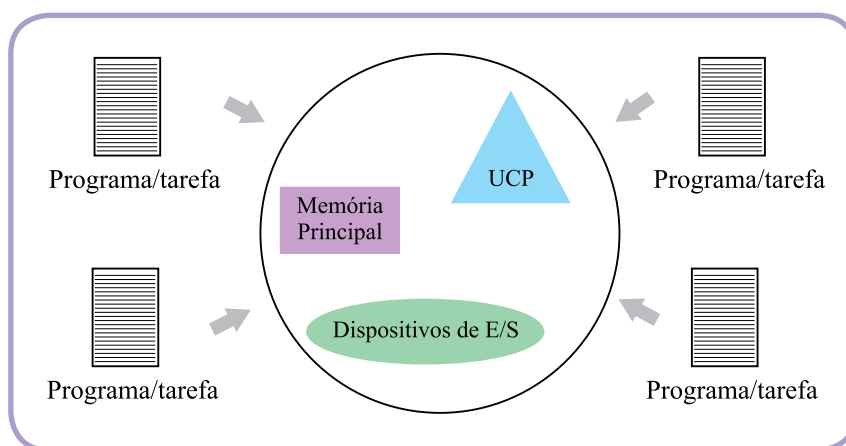 Programa/tarefa
Programa/tarefa
UCP
Memória
Principal
Dispositivos de E/S
Programa/tarefa
Programa/tarefa